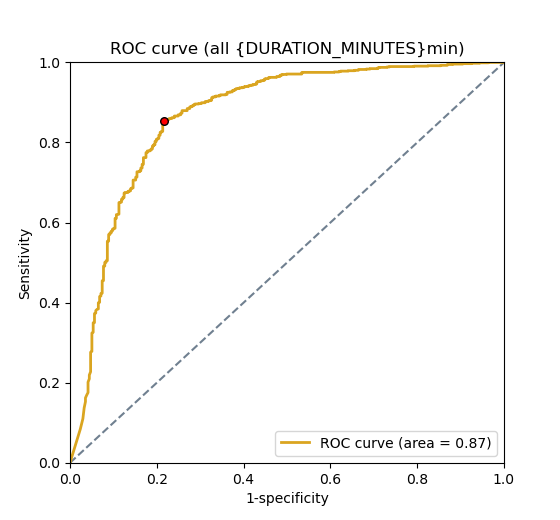 ROC curve (all {DURATION_MINUTES}min)
1.0
0.8
0.6
0.4
0.2
0.0
Sensitivity
ROC curve (area = 0.87)
0.0 0.2 0.4 0.6 0.8 1.0
1-specificity